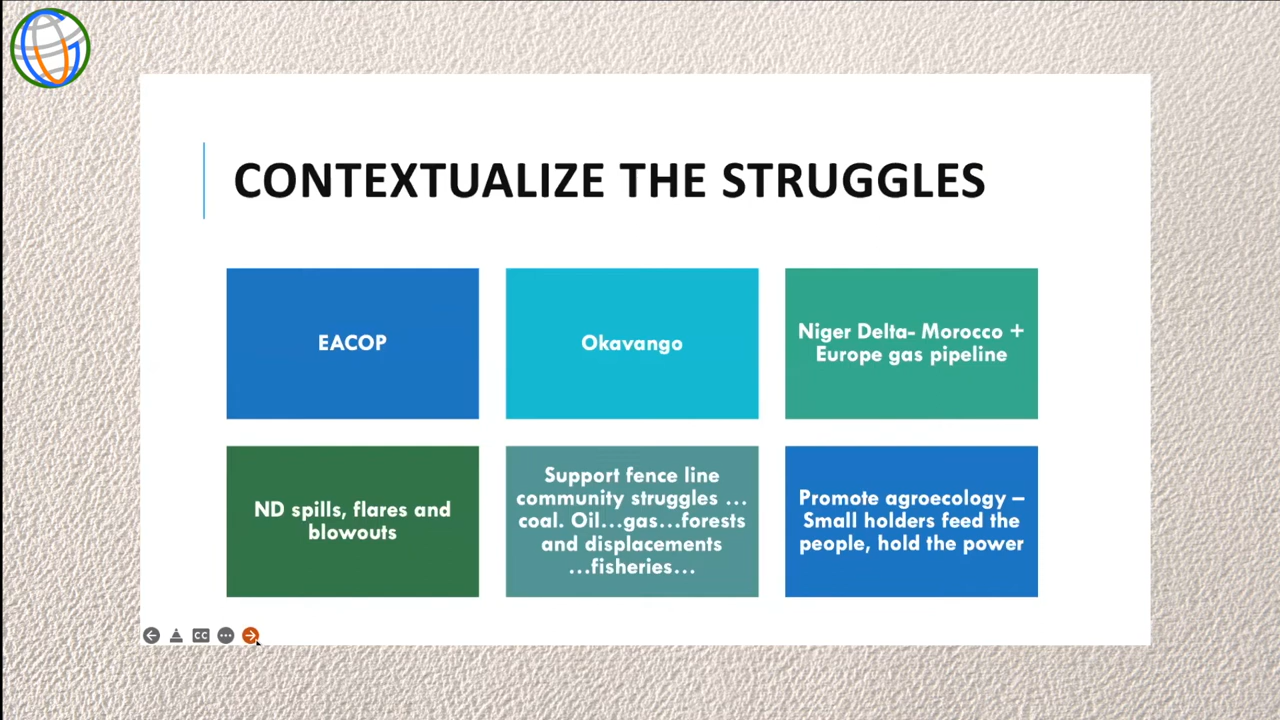 CONTEXTUALIZE THE STRUGGLES
EACOP
Okavango
Niger Delta- Morocco +
Europe gas pipeline
ND spills, flares and
blowouts
Support fence line
community struggles …
coal. Oil…gas…forests
and displacements
…fisheries…
Promote agroecology –
Small holders feed the
people, hold the power
CC